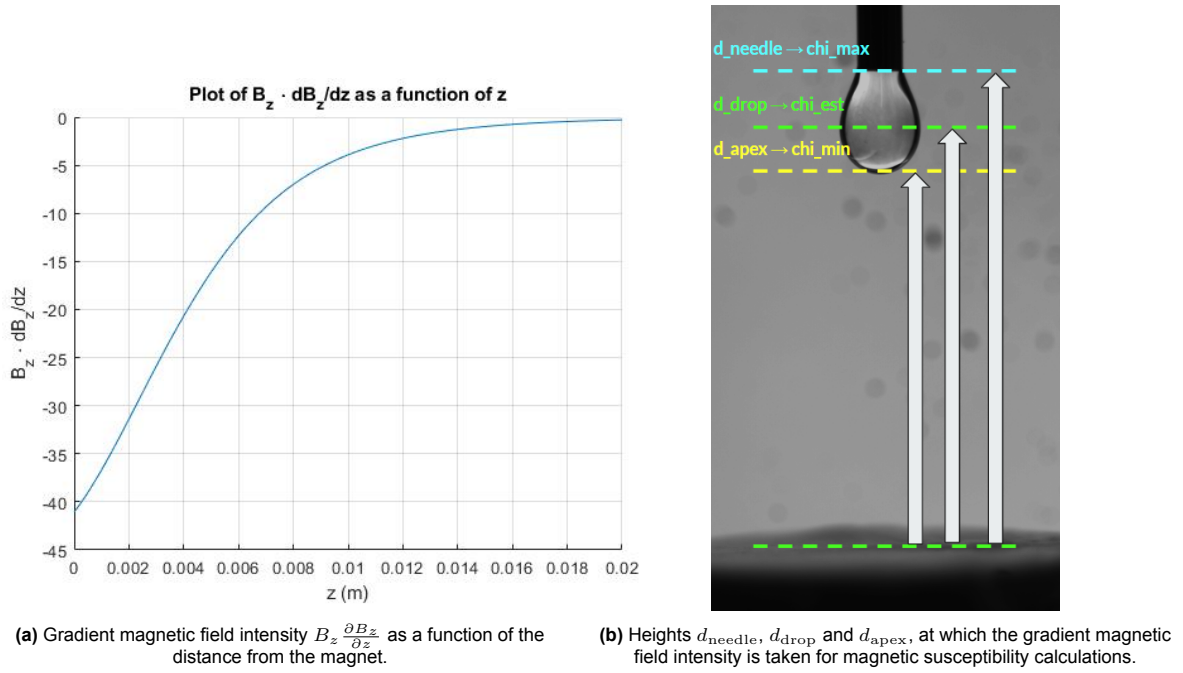 Plot of B_z · dB_z/dz as a function of z
B_z · dB_z/dz
0
-5
-10
-15
-20
-25
-30
-35
-40
-45
0 0.002 0.004 0.006 0.008 0.01 0.012 0.014 0.016 0.018 0.02
z (m)
d_needle→chi_max
d_drop→chi_est
d_apex→chi_min
(a) Gradient magnetic field intensity B_z ∂B_z/∂z as a function of the
distance from the magnet.
(b) Heights d_needle, d_drop and d_apex, at which the gradient magnetic
field intensity is taken for magnetic susceptibility calculations.